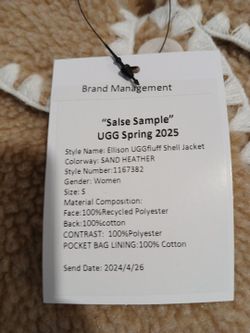 Brand Management
“Salse Sample”
UGG Spring 2025
Style Name: Ellison UGGfluff Shell Jacket
Colorway: SAND HEATHER
Style Number:1167382
Gender: Women
Size: S
Material Composition:
Face:100%Recycled Polyester
Back:100%cotton
CONTRAST: 100%Polyester
POCKET BAG LINING:100% Cotton
Send Date: 2024/4/26